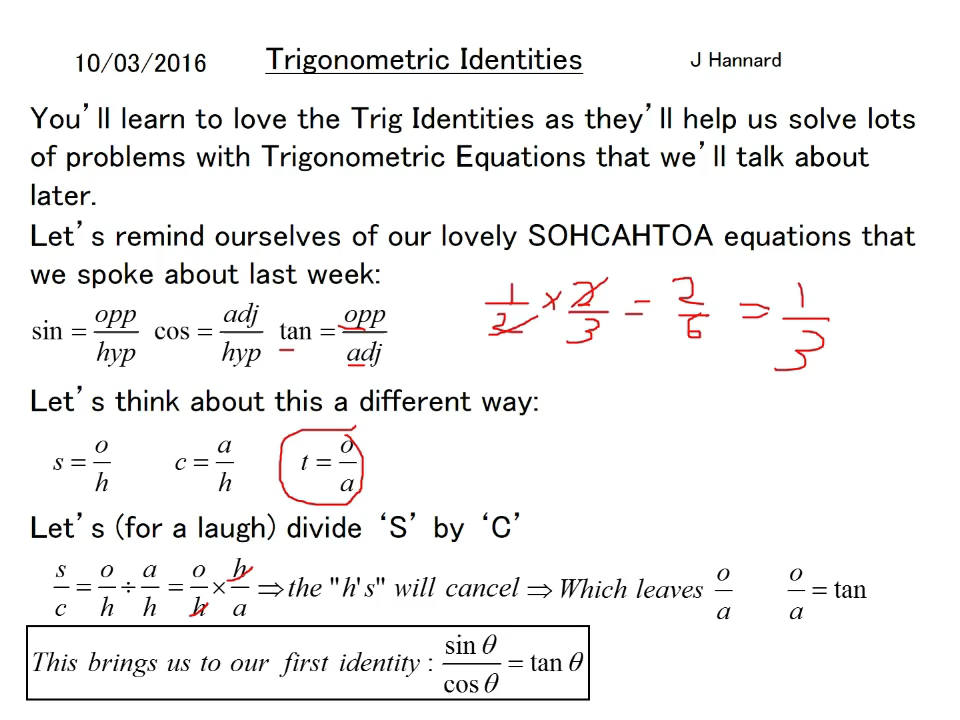 10/03/2016 Trigonometric Identities J Hannard
You'll learn to love the Trig Identities as they'll help us solve lots
of problems with Trigonometric Equations that we'll talk about
later.
Let's remind ourselves of our lovely SOHCAHTOA equations that
we spoke about last week:
sin = opp/hyp cos = adj/hyp tan = opp/adj
1/2 × 2/3 = 2/6 = 1/3
Let's think about this a different way:
s = o/h c = a/h t = o/a
Let's (for a laugh) divide 'S' by 'C'
s/c = o/h ÷ a/h = o/h × h/a ⇒ the "h's" will cancel ⇒ Which leaves o/a o/a = tan
This brings us to our first identity : sin θ/cos θ = tan θ